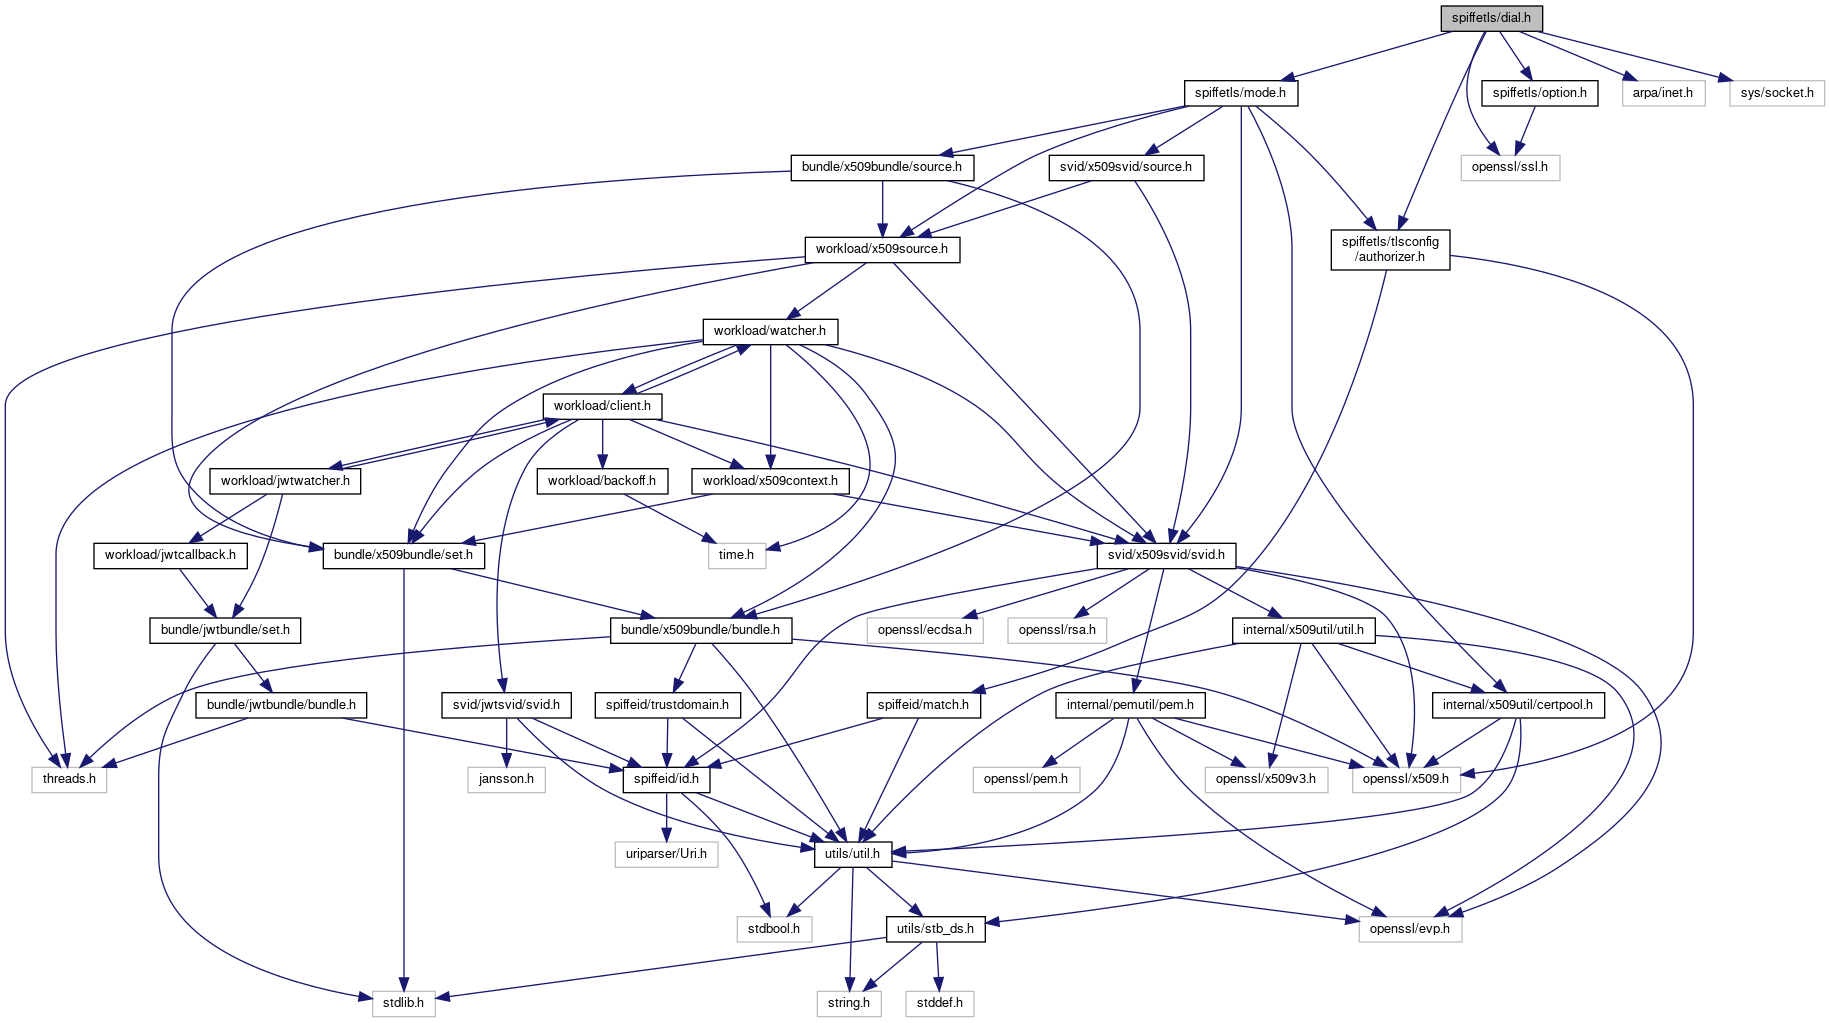 spiffetls/dial.h
spiffetls/mode.h
spiffetls/option.h
arpa/inet.h
sys/socket.h
bundle/x509bundle/source.h
svid/x509svid/source.h
openssl/ssl.h
workload/x509source.h
spiffetls/tlsconfig
/authorizer.h
workload/watcher.h
workload/client.h
workload/jwtwatcher.h
workload/backoff.h
workload/x509context.h
workload/jwtcallback.h
bundle/x509bundle/set.h
time.h
svid/x509svid/svid.h
bundle/jwtbundle/set.h
bundle/x509bundle/bundle.h
openssl/ecdsa.h
openssl/rsa.h
internal/x509util/util.h
bundle/jwtbundle/bundle.h
svid/jwtsvid/svid.h
spiffeid/trustdomain.h
spiffeid/match.h
internal/pemutil/pem.h
internal/x509util/certpool.h
threads.h
jansson.h
spiffeid/id.h
openssl/pem.h
openssl/x509v3.h
openssl/x509.h
uriparser/Uri.h
utils/util.h
stdbool.h
utils/stb_ds.h
openssl/evp.h
stdlib.h
string.h
stddef.h